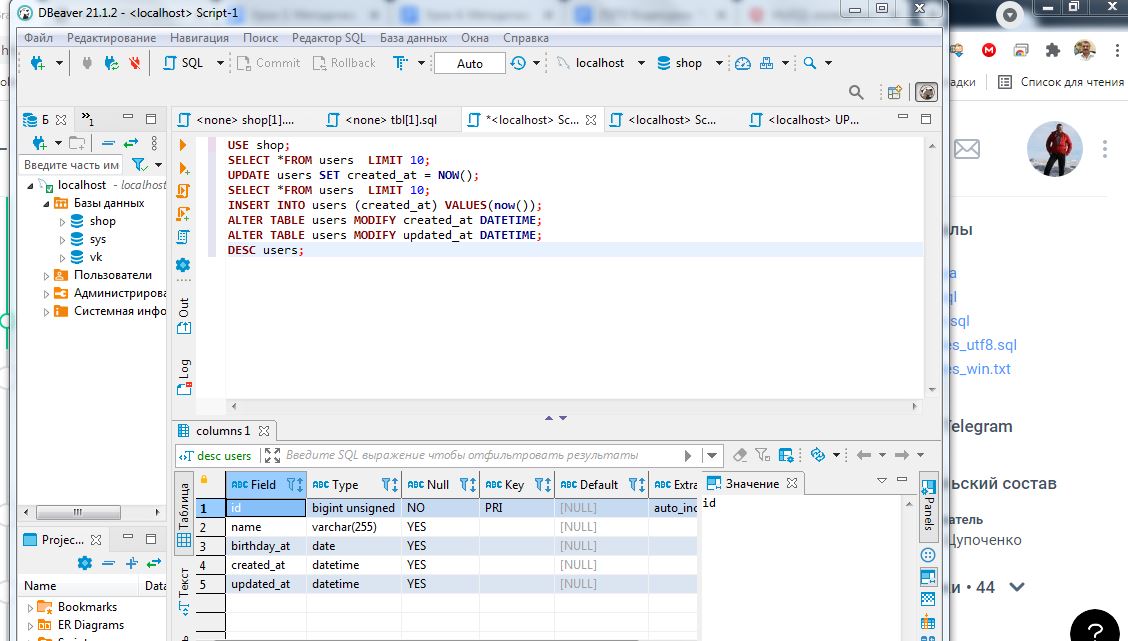 DBeaver 21.1.2 - <localhost> Script-1
Файл Редактирование Навигация Поиск Редактор SQL База данных Окна Справка
SQL Commit Rollback Auto localhost shop
Список для чтения
Б »1 <none> shop[1].... <none> tbl[1].sql *<localhost> Sc... <localhost> Sc... <localhost> UP...
Введите часть им
localhost - localhost
Базы данных
shop
sys
vk
Пользователи
Администрирова
Системная инфо
USE shop;
SELECT *FROM users LIMIT 10;
UPDATE users SET created_at = NOW();
SELECT *FROM users LIMIT 10;
INSERT INTO users (created_at) VALUES(now());
ALTER TABLE users MODIFY created_at DATETIME;
ALTER TABLE users MODIFY updated_at DATETIME;
DESC users;
Out
Log
columns 1
desc users Введите SQL выражение чтобы отфильтровать результаты
Таблица
Текст
ABC Field ABC Type ABC Null ABC Key ABC Default ABC Extra
1 id bigint unsigned NO PRI [NULL] auto_inc
2 name varchar(255) YES [NULL]
3 birthday_at date YES [NULL]
4 created_at datetime YES [NULL]
5 updated_at datetime YES [NULL]
Значение
id
Panels
Projec...
Name Data
Bookmarks
ER Diagrams
лы
sql
es_utf8.sql
es_win.txt
Telegram
ьский состав
атель
Цупоченко
и • 44
?